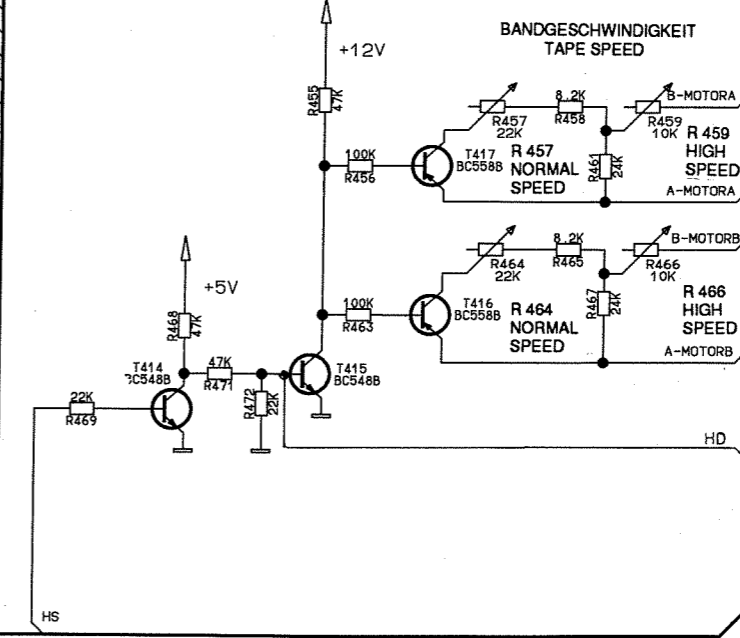 BANDGESCHWINDIGKEIT
TAPE SPEED
+12V
R455
47K
8.2K
R458
B-MOTORA
R457
22K
R459
10K
R 459
HIGH
SPEED
100K
R456
T417
BC558B
R 457
NORMAL
SPEED
R461
24K
A-MOTORA
8.2K
R465
B-MOTORB
R464
22K
R466
10K
+5V
R468
47K
100K
R463
T416
BC558B
R 464
NORMAL
SPEED
R467
24K
R 466
HIGH
SPEED
A-MOTORB
T414
BC548B
47K
R471
T415
BC548B
22K
R469
R472
22K
HD
HS